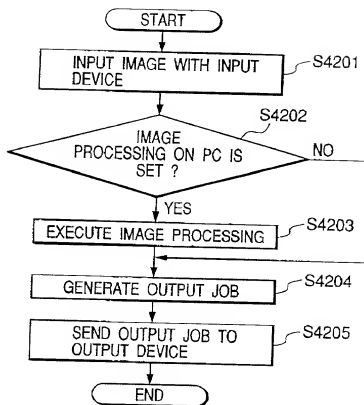 START
INPUT IMAGE WITH INPUT
DEVICE
S4201
S4202
IMAGE
PROCESSING ON PC IS
SET ?
NO
YES
EXECUTE IMAGE PROCESSING
S4203
GENERATE OUTPUT JOB
S4204
SEND OUTPUT JOB TO
OUTPUT DEVICE
S4205
END